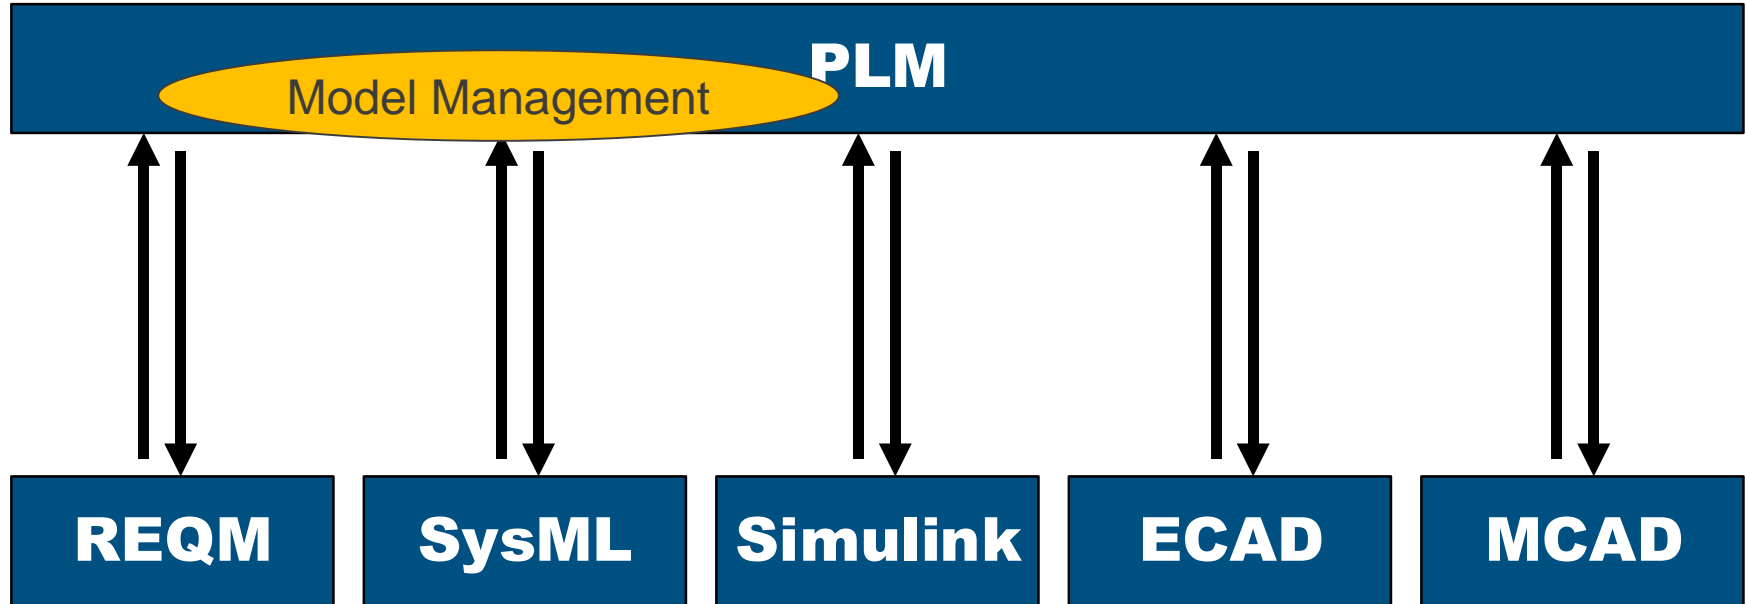 PLM
Model Management
REQM
SysML
Simulink
ECAD
MCAD